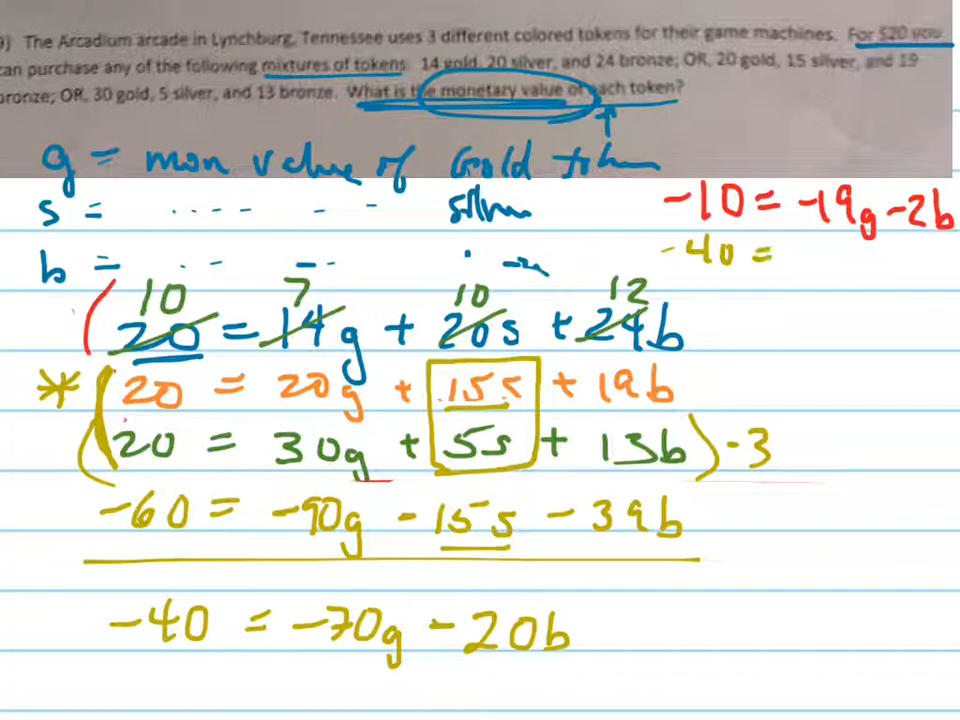 9) The Arcadium arcade in Lynchburg, Tennessee uses 3 different colored tokens for their game machines. For $20 you
can purchase any of the following mixtures of tokens. 14 gold, 20 silver, and 24 bronze; OR, 20 gold, 15 silver, and 19
bronze; OR, 30 gold, 5 silver, and 13 bronze. What is the monetary value of each token?
g = mon value of Gold token
s = silver
-10 = -19g - 2b
b =
-40 =
10 7 10 12
20 = 14g + 20s + 24b
* 20 = 20g + 15s + 19b
(20 = 30g + 5s + 13b) -3
-60 = -90g - 15s - 39b
-40 = -70g - 20b